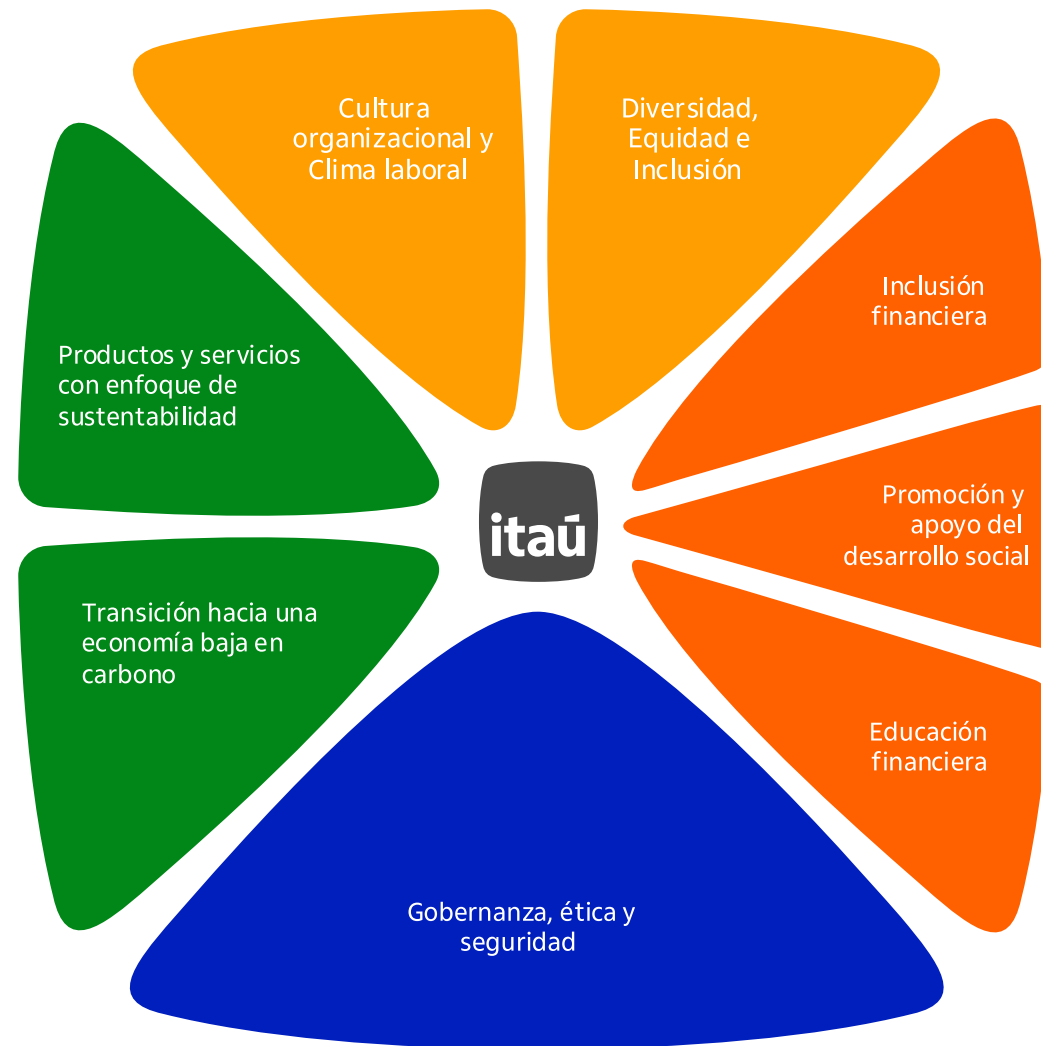 Cultura
organizacional y
Clima laboral
Diversidad,
Equidad e
Inclusión
Inclusión
financiera
Productos y servicios
con enfoque de
sustentabilidad
Promoción y
apoyo del
desarrollo social
itaú
Transición hacia una
economía baja en
carbono
Educación
financiera
Gobernanza, ética y
seguridad